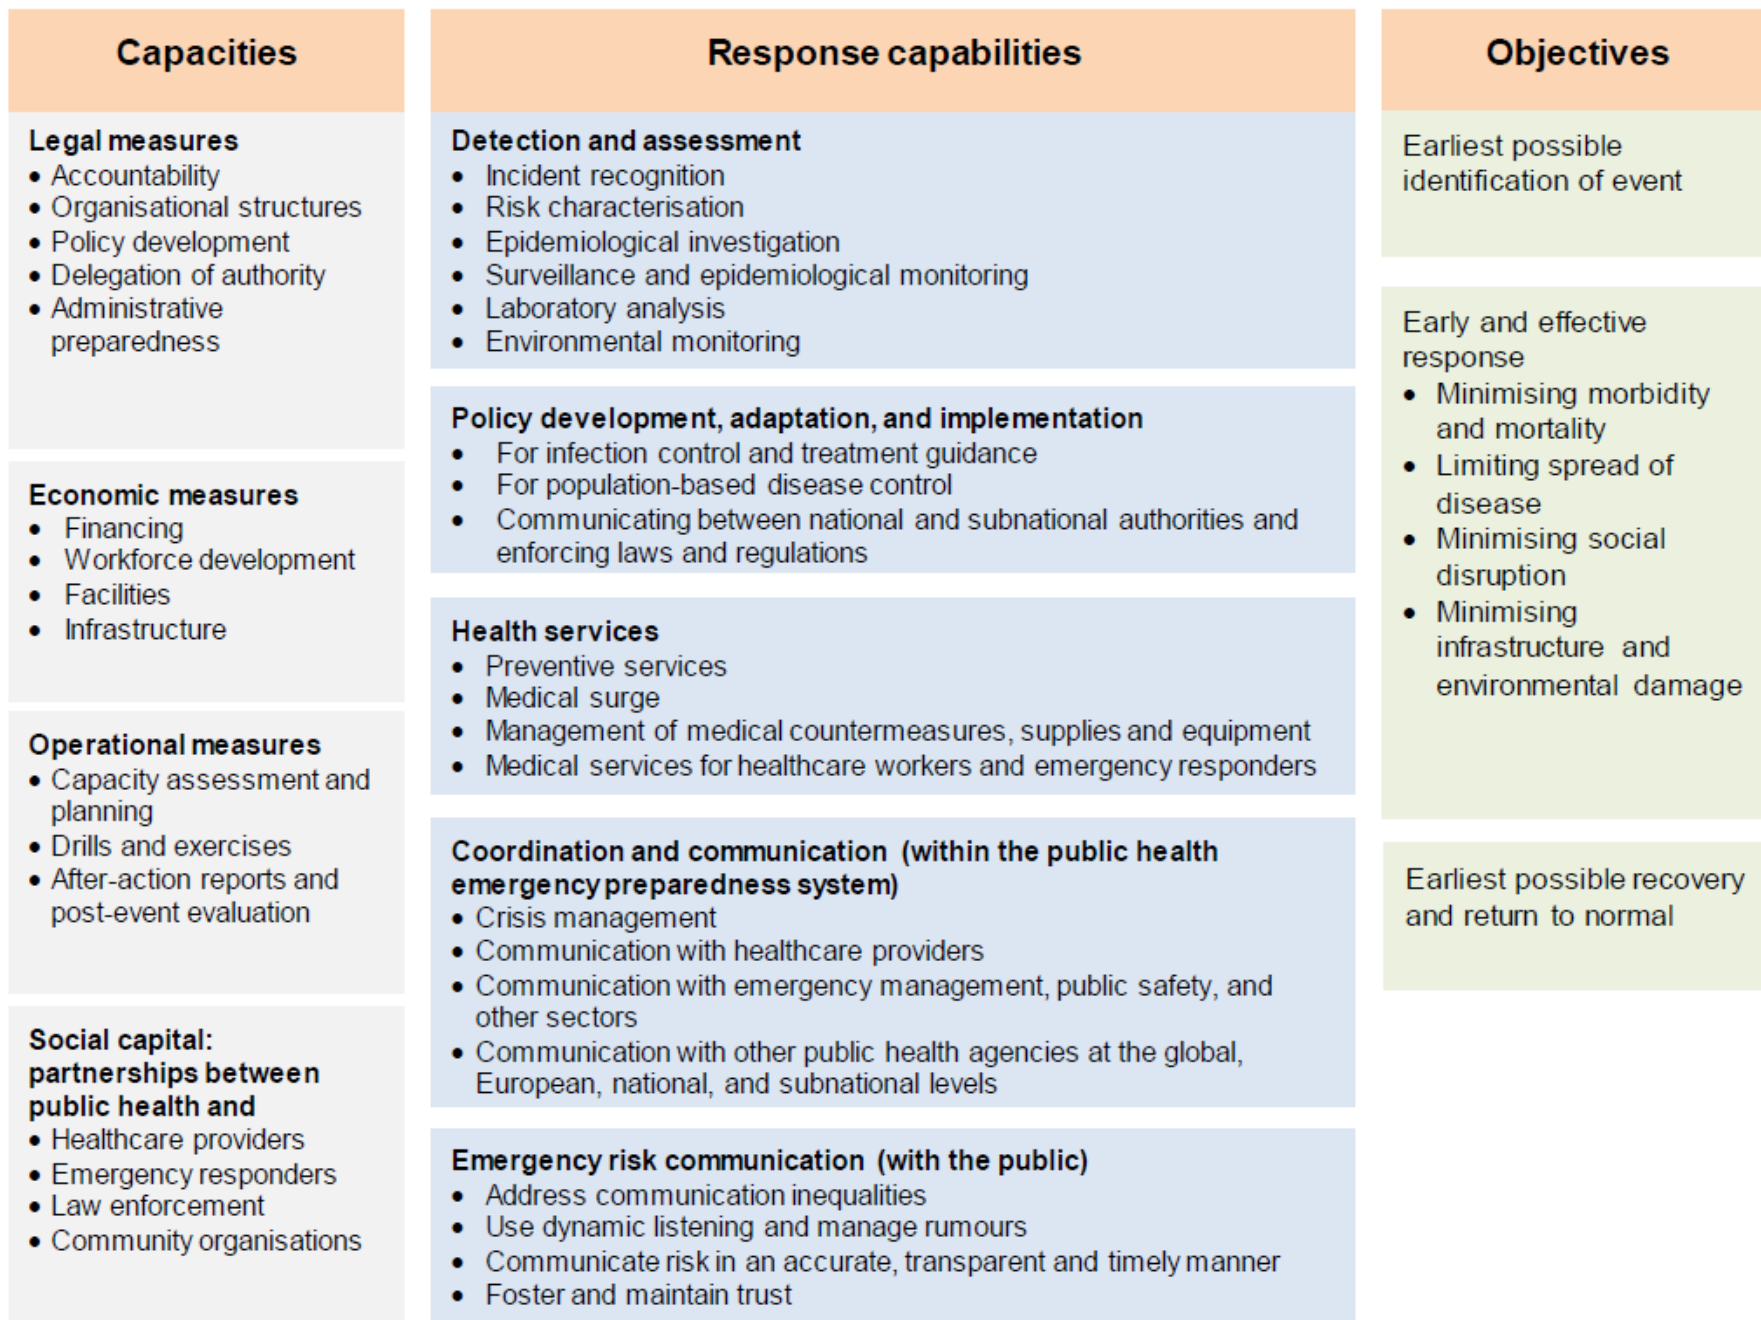 Capacities
Legal measures
• Accountability
• Organisational structures
• Policy development
• Delegation of authority
• Administrative
preparedness
Economic measures
• Financing
• Workforce development
• Facilities
• Infrastructure
Operational measures
• Capacity assessment and
planning
• Drills and exercises
• After-action reports and
post-event evaluation
Social capital:
partnerships between
public health and
• Healthcare providers
• Emergency responders
• Law enforcement
• Community organisations
Response capabilities
Detection and assessment
• Incident recognition
• Risk characterisation
• Epidemiological investigation
• Surveillance and epidemiological monitoring
• Laboratory analysis
• Environmental monitoring
Policy development, adaptation, and implementation
• For infection control and treatment guidance
• For population-based disease control
• Communicating between national and subnational authorities and
enforcing laws and regulations
Health services
• Preventive services
• Medical surge
• Management of medical countermeasures, supplies and equipment
• Medical services for healthcare workers and emergency responders
Coordination and communication (within the public health
emergency preparedness system)
• Crisis management
• Communication with healthcare providers
• Communication with emergency management, public safety, and
other sectors
• Communication with other public health agencies at the global,
European, national, and subnational levels
Emergency risk communication (with the public)
• Address communication inequalities
• Use dynamic listening and manage rumours
• Communicate risk in an accurate, transparent and timely manner
• Foster and maintain trust
Objectives
Earliest possible
identification of event
Early and effective
response
• Minimising morbidity
and mortality
• Limiting spread of
disease
• Minimising social
disruption
• Minimising
infrastructure and
environmental damage
Earliest possible recovery
and return to normal